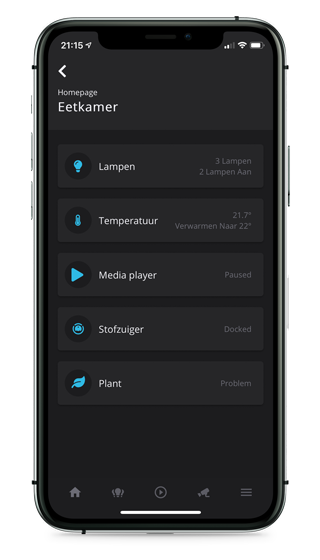 21:15
Homepage
Eetkamer
Lampen
3 Lampen
2 Lampen Aan
Temperatuur
21.7°
Verwarmen Naar 22°
Media player
Paused
Stofzuiger
Docked
Plant
Problem